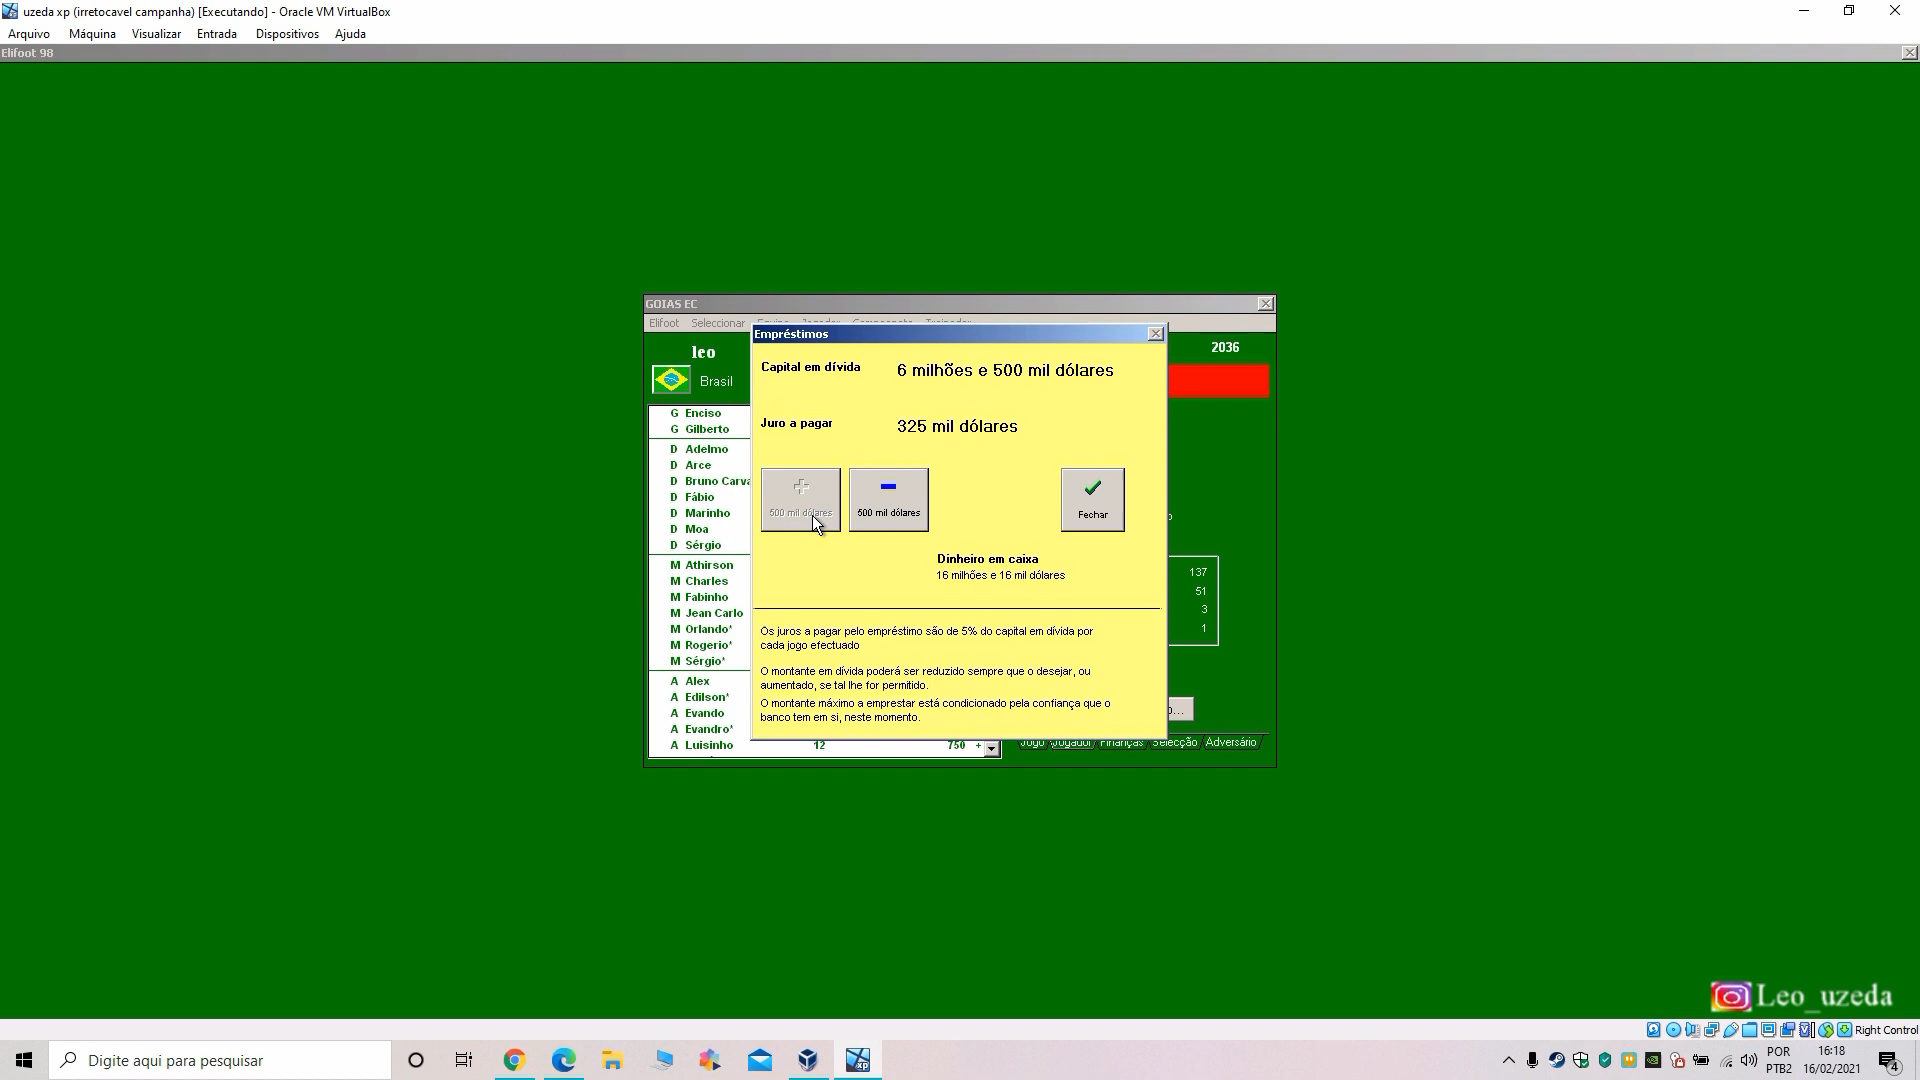 uzeda xp (irretocavel campanha) [Executando] - Oracle VM VirtualBox
Arquivo Máquina Visualizar Entrada Dispositivos Ajuda
Elifoot 98
GOIAS EC
Elifoot Seleccionar Equipa Jogador Campeonato Treinador
Empréstimos
leo
2036
Brasil
Capital em dívida 6 milhões e 500 mil dólares
Juro a pagar 325 mil dólares
500 mil dólares
500 mil dólares
Fechar
Dinheiro em caixa
16 milhões e 16 mil dólares
Os juros a pagar pelo empréstimo são de 5% do capital em dívida por
cada jogo efectuado
O montante em dívida poderá ser reduzido sempre que o desejar, ou
aumentado, se tal lhe for permitido.
O montante máximo a emprestar está condicionado pela confiança que o
banco tem em si, neste momento.
G Enciso
G Gilberto
D Adelmo
D Arce
D Bruno Carva
D Fábio
D Marinho
D Moa
D Sérgio
M Athirson
M Charles
M Fabinho
M Jean Carlo
M Orlando*
M Rogerio*
M Sérgio*
A Alex
A Edilson*
A Evando
A Evandro*
A Luisinho 12 750 +
137
51
3
1
o...
Jogo Jogador Finanças Selecção Adversário
Leo_uzeda
Right Control
Digite aqui para pesquisar
POR
PTB2
16:18
16/02/2021
4